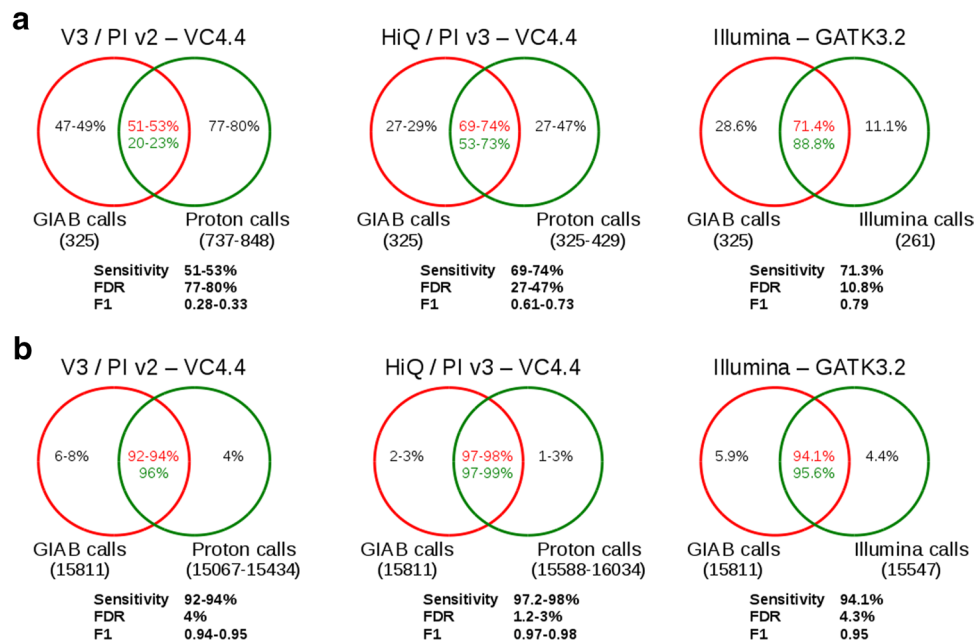 a
V3 / PI v2 – VC4.4
47-49%
51-53%
20-23%
77-80%
GIAB calls
(325)
Proton calls
(737-848)
Sensitivity 51-53%
FDR 77-80%
F1 0.28-0.33
HiQ / PI v3 – VC4.4
27-29%
69-74%
53-73%
27-47%
GIAB calls
(325)
Proton calls
(325-429)
Sensitivity 69-74%
FDR 27-47%
F1 0.61-0.73
Illumina – GATK3.2
28.6%
71.4%
88.8%
11.1%
GIAB calls
(325)
Illumina calls
(261)
Sensitivity 71.3%
FDR 10.8%
F1 0.79
b
V3 / PI v2 – VC4.4
6-8%
92-94%
96%
4%
GIAB calls
(15811)
Proton calls
(15067-15434)
Sensitivity 92-94%
FDR 4%
F1 0.94-0.95
HiQ / PI v3 – VC4.4
2-3%
97-98%
97-99%
1-3%
GIAB calls
(15811)
Proton calls
(15588-16034)
Sensitivity 97.2-98%
FDR 1.2-3%
F1 0.97-0.98
Illumina – GATK3.2
5.9%
94.1%
95.6%
4.4%
GIAB calls
(15811)
Illumina calls
(15547)
Sensitivity 94.1%
FDR 4.3%
F1 0.95